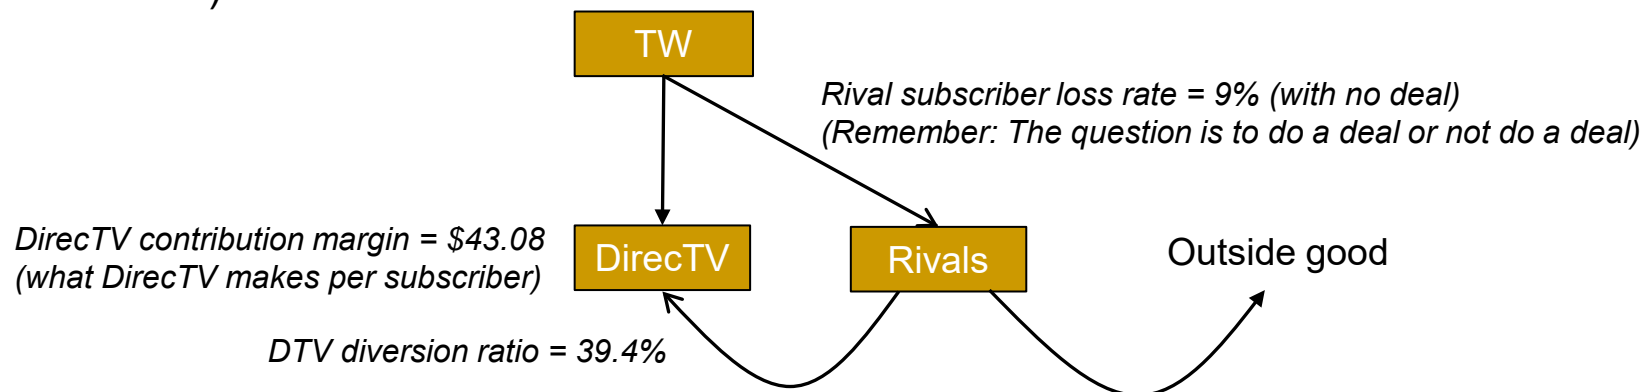 )
TW
Rival subscriber loss rate = 9% (with no deal)
(Remember: The question is to do a deal or not do a deal)
DirecTV contribution margin = $43.08
(what DirecTV makes per subscriber)
DirecTV
Rivals
Outside good
DTV diversion ratio = 39.4%